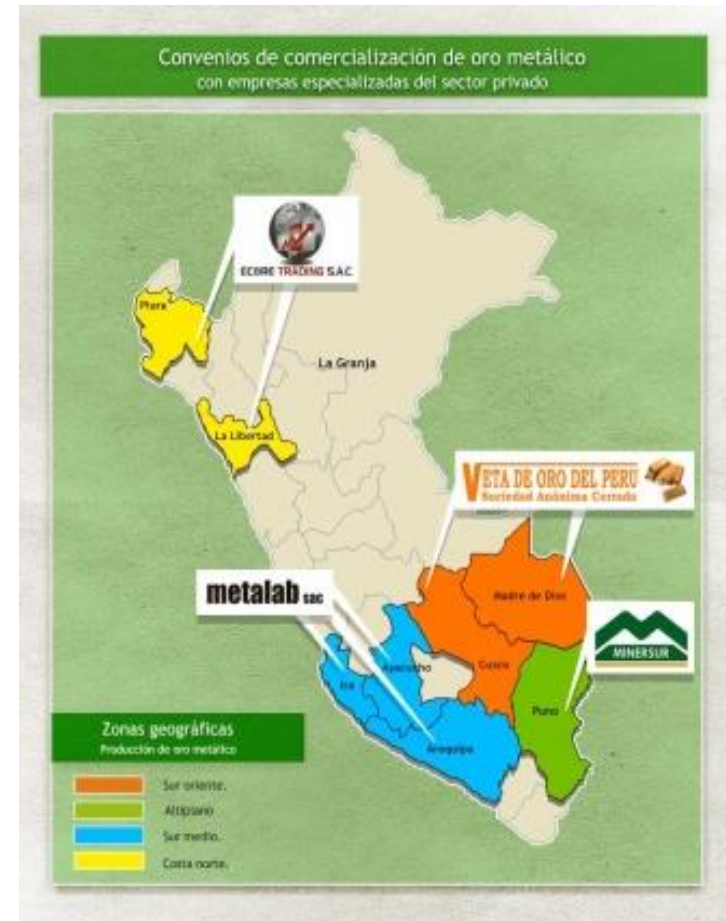 Convenios de comercialización de oro metálico
con empresas especializadas del sector privado
ECORE TRADING S.A.C
Piura
La Granja
La Libertad
VETA DE ORO DEL PERU
Sociedad Anónima Cerrada
Madre de Dios
metalab sac
MINERSUR
Ayacucho
Cusco
Ica
Puno
Arequipa
Zonas geográficas
Producción de oro metálico
Sur oriente.
Altiplano
Sur medio.
Costa norte.